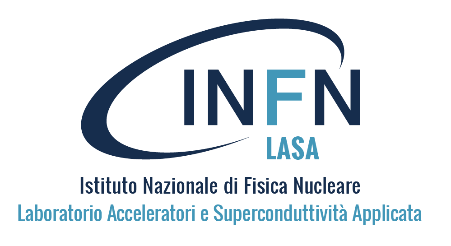 INFN
LASA
Istituto Nazionale di Fisica Nucleare
Laboratorio Acceleratori e Superconduttività Applicata